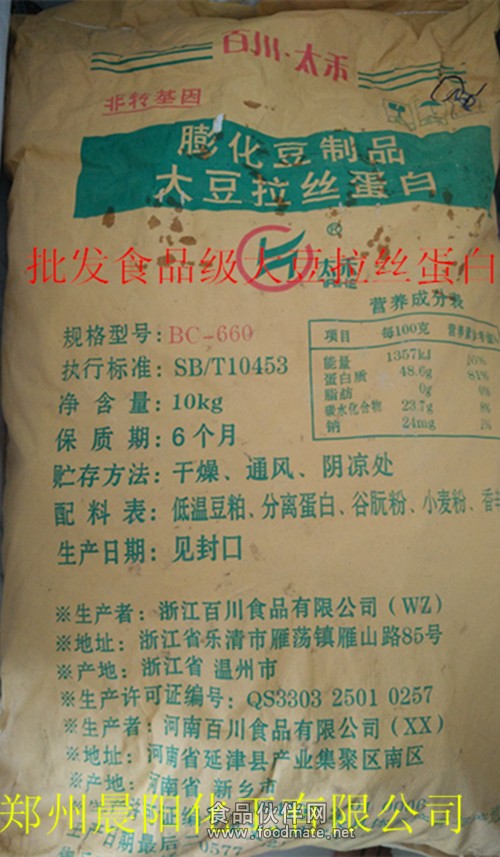 百川·太禾
非转基因
膨化豆制品
大豆拉丝蛋白
®
批发食品级大豆拉丝蛋白
营养成分表
项目 每100克
能量 1357kJ
蛋白质 48.6g 81%
脂肪 0g 0%
碳水化合物 23.7g 8%
钠 24mg 1%
规格型号：BC-660
执行标准：SB/T10453
净含量：10kg
保质期：6个月
贮存方法：干燥、通风、阴凉处
配料表：低温豆粕、分离蛋白、谷朊粉、小麦粉、香
生产日期：见封口
※生产者：浙江百川食品有限公司（WZ）
※地址：浙江省乐清市雁荡镇雁山路85号
※产地：浙江省 温州市
※生产许可证编号：QS3303 2501 0257
※生产者：河南百川食品有限公司（XX）
※地址：河南省延津县产业集聚区南区
※产地：河南省 新乡市
郑州晨阳化工有限公司
食品伙伴网
www.foodmate.net